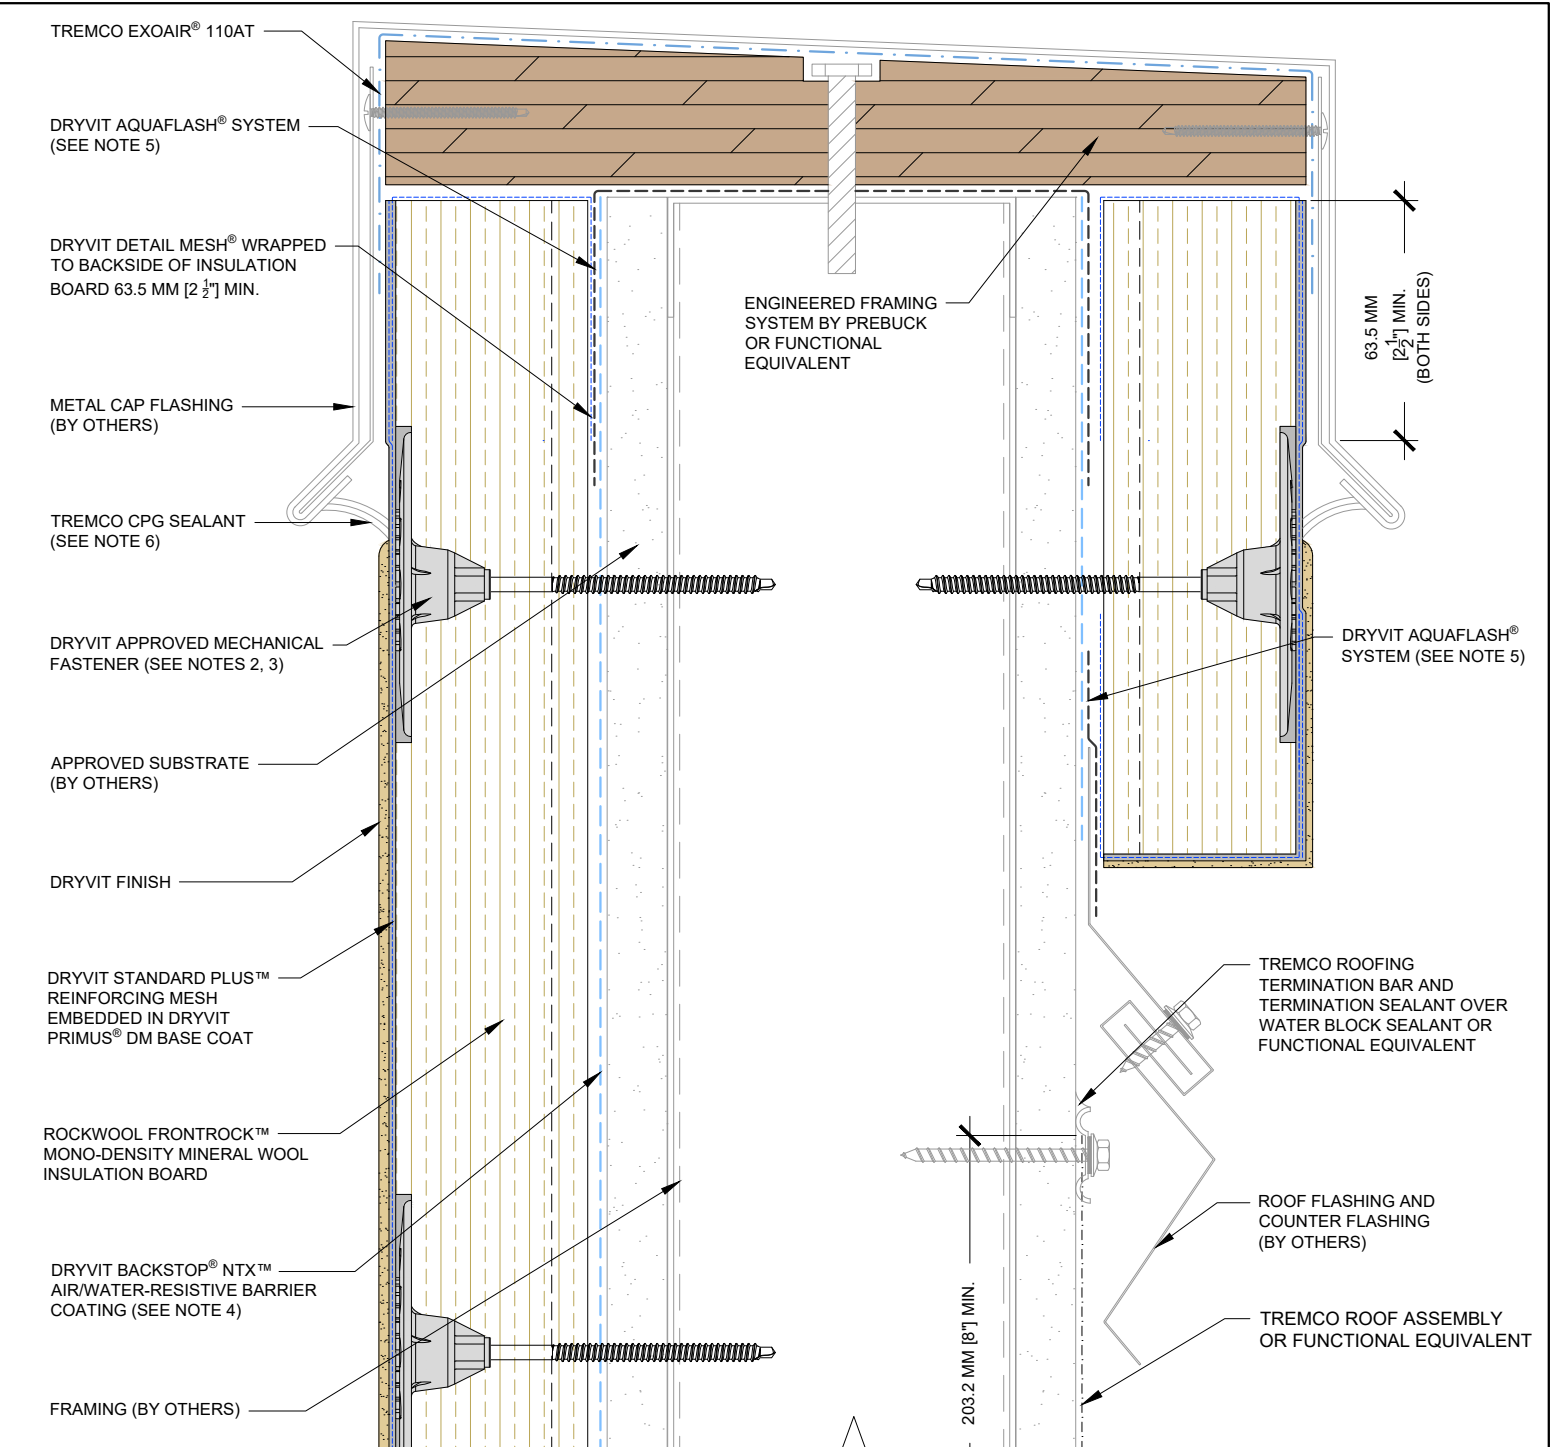 TREMCO EXOAIR® 110AT
DRYVIT AQUAFLASH® SYSTEM
(SEE NOTE 5)
DRYVIT DETAIL MESH® WRAPPED
TO BACKSIDE OF INSULATION
BOARD 63.5 MM [2 1/2"] MIN.
METAL CAP FLASHING
(BY OTHERS)
TREMCO CPG SEALANT
(SEE NOTE 6)
DRYVIT APPROVED MECHANICAL
FASTENER (SEE NOTES 2, 3)
APPROVED SUBSTRATE
(BY OTHERS)
DRYVIT FINISH
DRYVIT STANDARD PLUS™
REINFORCING MESH
EMBEDDED IN DRYVIT
PRIMUS® DM BASE COAT
ROCKWOOL FRONTROCK™
MONO-DENSITY MINERAL WOOL
INSULATION BOARD
DRYVIT BACKSTOP® NTX™
AIR/WATER-RESISTIVE BARRIER
COATING (SEE NOTE 4)
FRAMING (BY OTHERS)
ENGINEERED FRAMING
SYSTEM BY PREBUCK
OR FUNCTIONAL
EQUIVALENT
63.5 MM
[2 1/2"] MIN.
(BOTH SIDES)
DRYVIT AQUAFLASH®
SYSTEM (SEE NOTE 5)
TREMCO ROOFING
TERMINATION BAR AND
TERMINATION SEALANT OVER
WATER BLOCK SEALANT OR
FUNCTIONAL EQUIVALENT
ROOF FLASHING AND
COUNTER FLASHING
(BY OTHERS)
203.2 MM [8"] MIN.
TREMCO ROOF ASSEMBLY
OR FUNCTIONAL EQUIVALENT